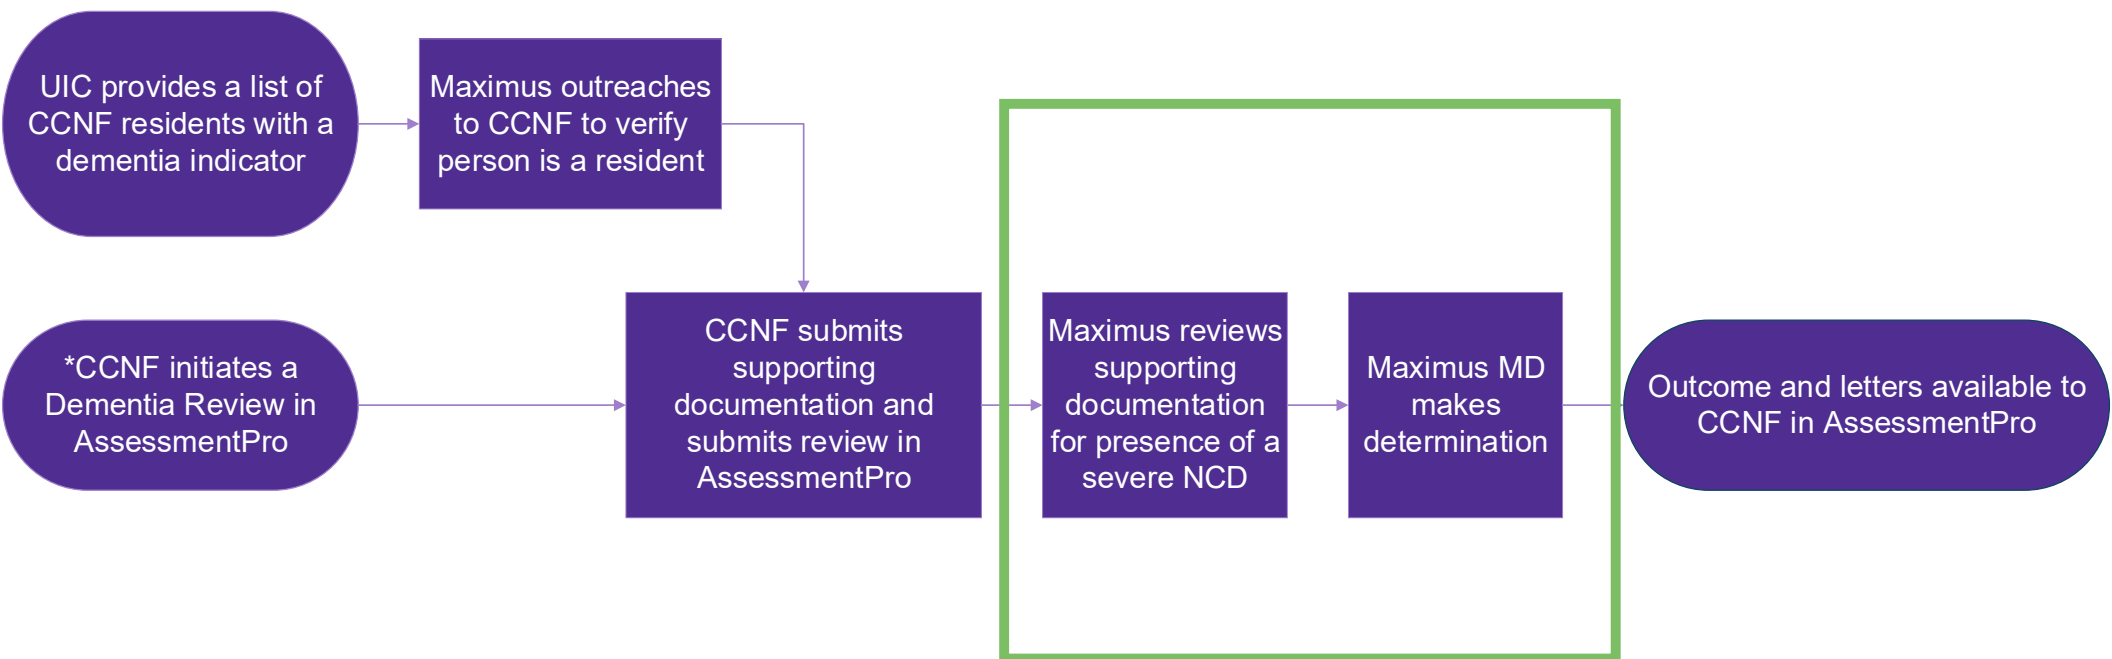 UIC provides a list of
CCNF residents with a
dementia indicator
Maximus outreaches
to CCNF to verify
person is a resident
*CCNF initiates a
Dementia Review in
AssessmentPro
CCNF submits
supporting
documentation and
submits review in
AssessmentPro
Maximus reviews
supporting
documentation
for presence of a
severe NCD
Maximus MD
makes
determination
Outcome and letters available to
CCNF in AssessmentPro